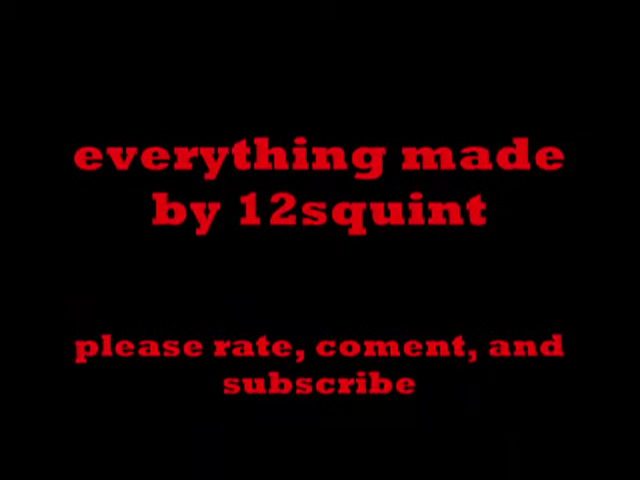 everything made
by 12squint
please rate, coment, and
subscribe